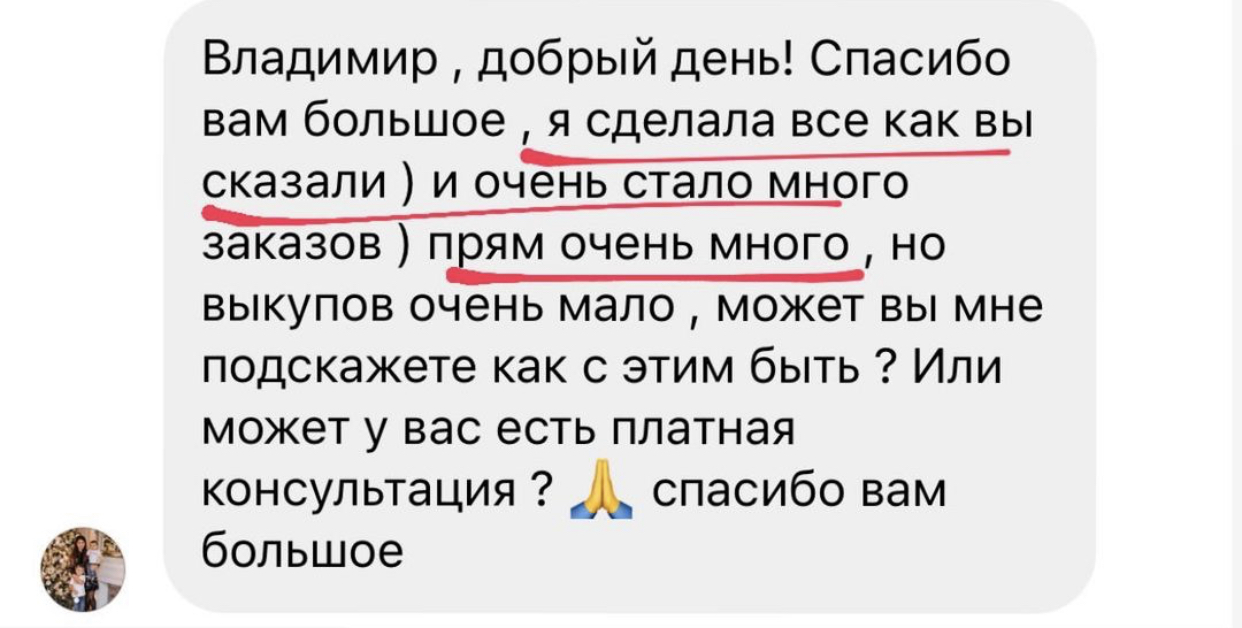 Владимир , добрый день! Спасибо
вам большое , я сделала все как вы
сказали ) и очень стало много
заказов ) прям очень много , но
выкупов очень мало , может вы мне
подскажете как с этим быть ? Или
может у вас есть платная
консультация ? 🙏 спасибо вам
большое